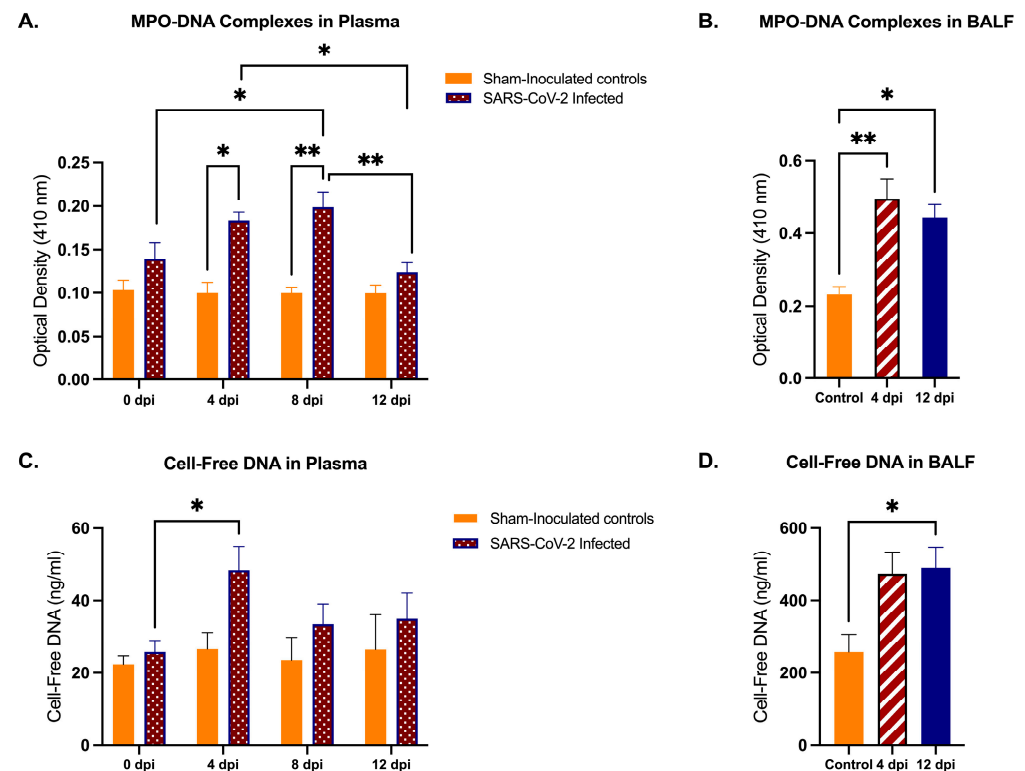 A.
MPO-DNA Complexes in Plasma
*
*
*
**
**
Sham-Inoculated controls
SARS-CoV-2 Infected
Optical Density (410 nm)
0.25
0.20
0.15
0.10
0.05
0.00
0 dpi 4 dpi 8 dpi 12 dpi
B.
MPO-DNA Complexes in BALF
*
**
Optical Density (410 nm)
0.6
0.4
0.2
0.0
Control 4 dpi 12 dpi
C.
Cell-Free DNA in Plasma
*
Sham-Inoculated controls
SARS-CoV-2 Infected
Cell-Free DNA (ng/ml)
60
40
20
0
0 dpi 4 dpi 8 dpi 12 dpi
D.
Cell-Free DNA in BALF
*
Cell-Free DNA (ng/ml)
600
400
200
0
Control 4 dpi 12 dpi